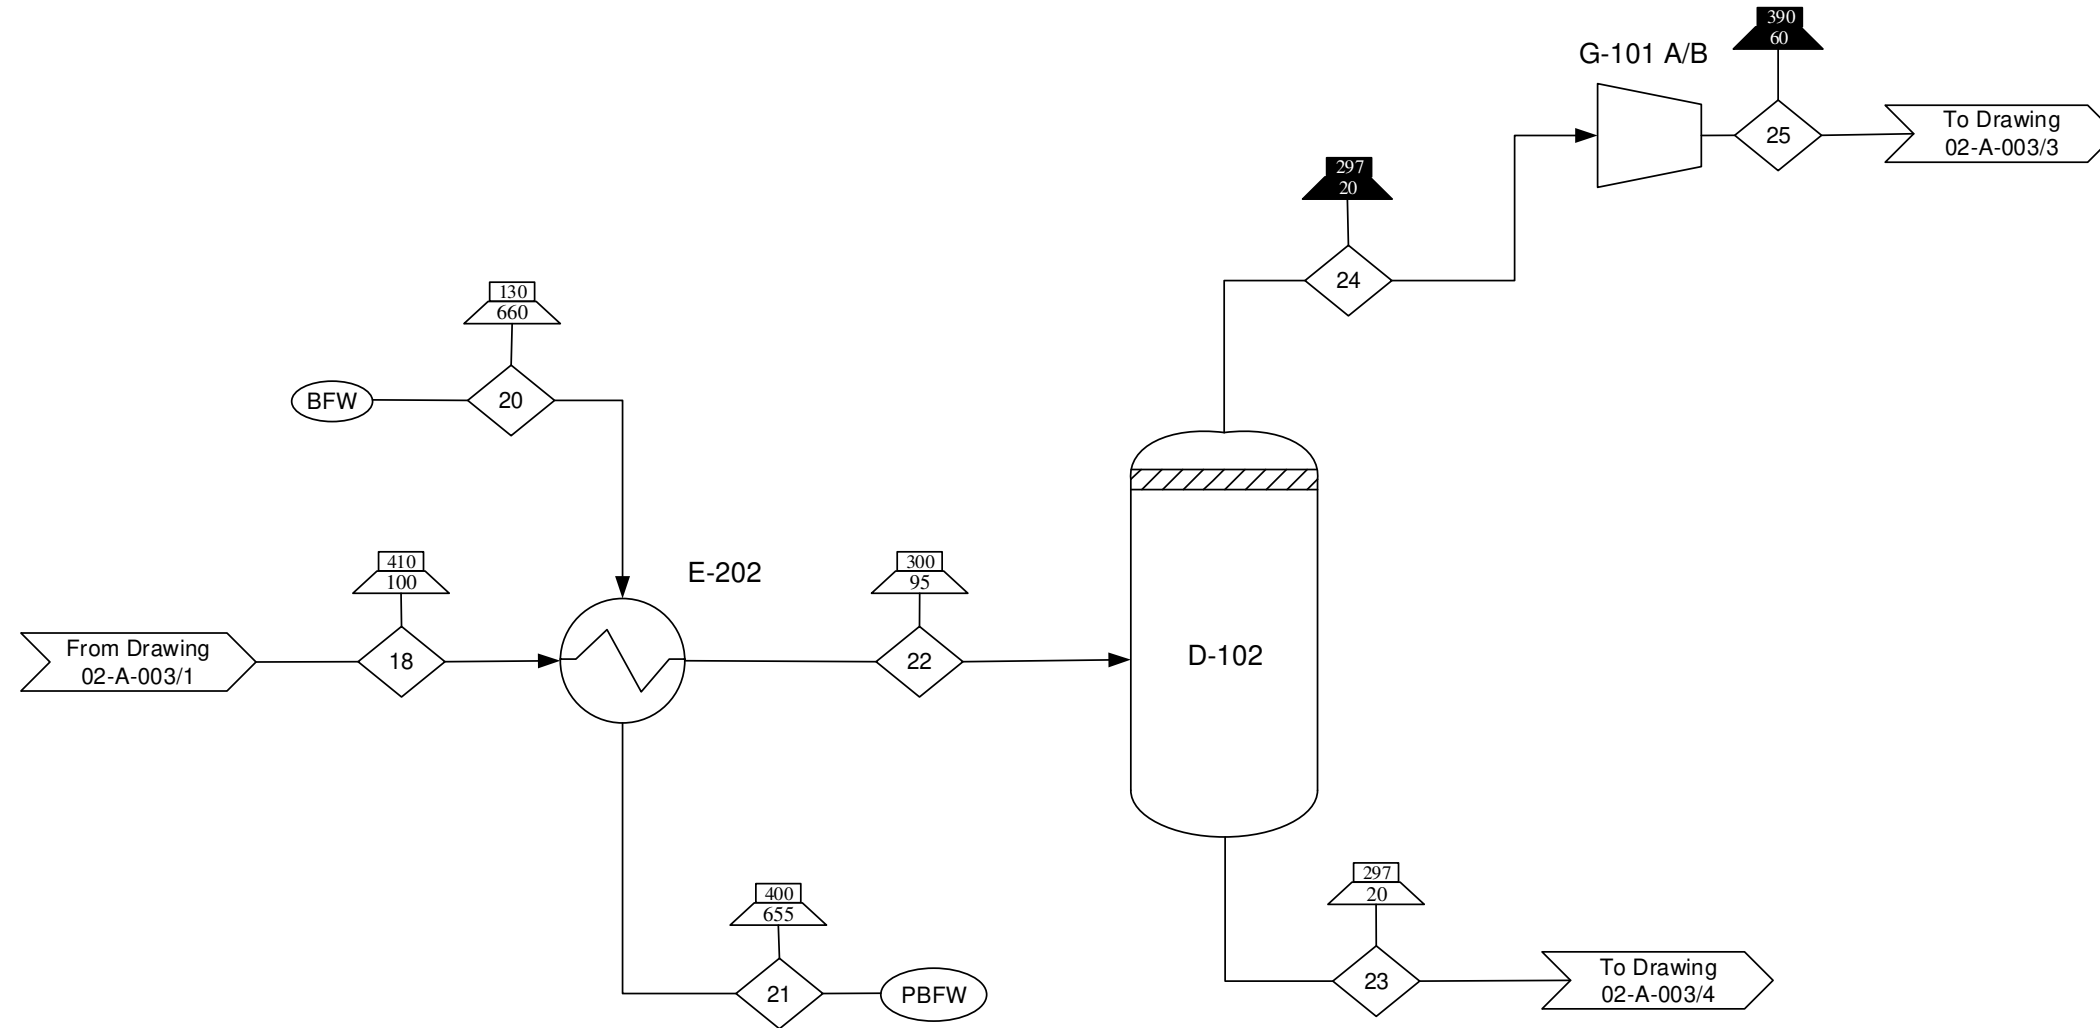 390
60
G-101 A/B
25
To Drawing
02-A-003/3
297
20
24
130
660
BFW
20
410
100
E-202
300
95
From Drawing
02-A-003/1
18
22
D-102
400
655
297
20
21
PBFW
23
To Drawing
02-A-003/4